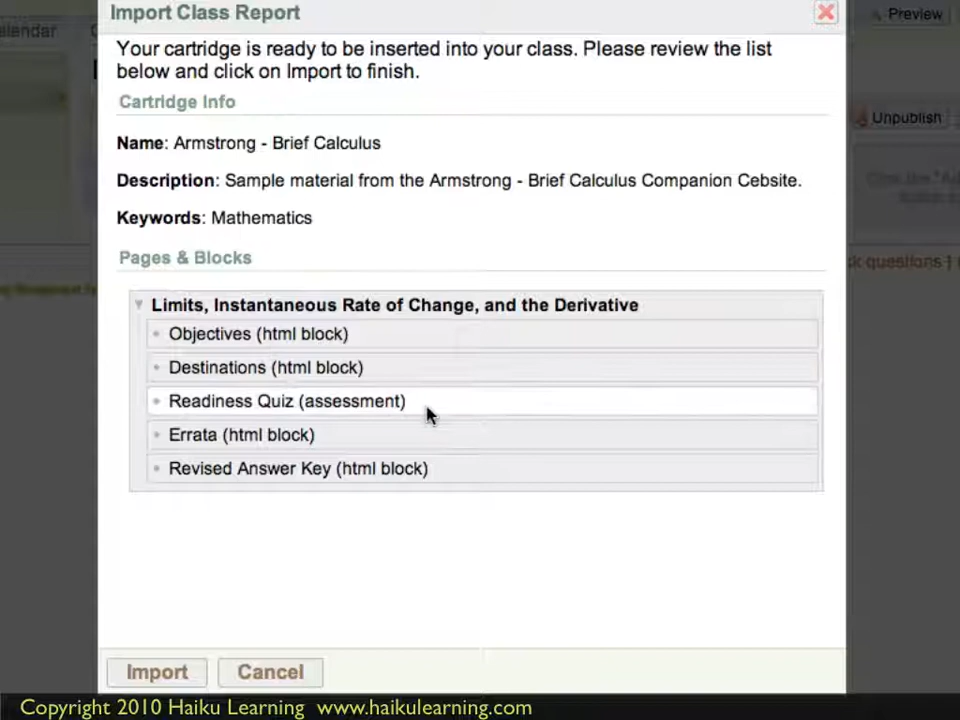 Import Class Report
Preview
alendar
Your cartridge is ready to be inserted into your class. Please review the list
below and click on Import to finish.
Cartridge Info
Unpublish
Name: Armstrong - Brief Calculus
Description: Sample material from the Armstrong - Brief Calculus Companion Cebsite.
Keywords: Mathematics
Pages & Blocks
k questions |
Limits, Instantaneous Rate of Change, and the Derivative
Objectives (html block)
Destinations (html block)
Readiness Quiz (assessment)
Errata (html block)
Revised Answer Key (html block)
Import Cancel
Copyright 2010 Haiku Learning www.haikulearning.com